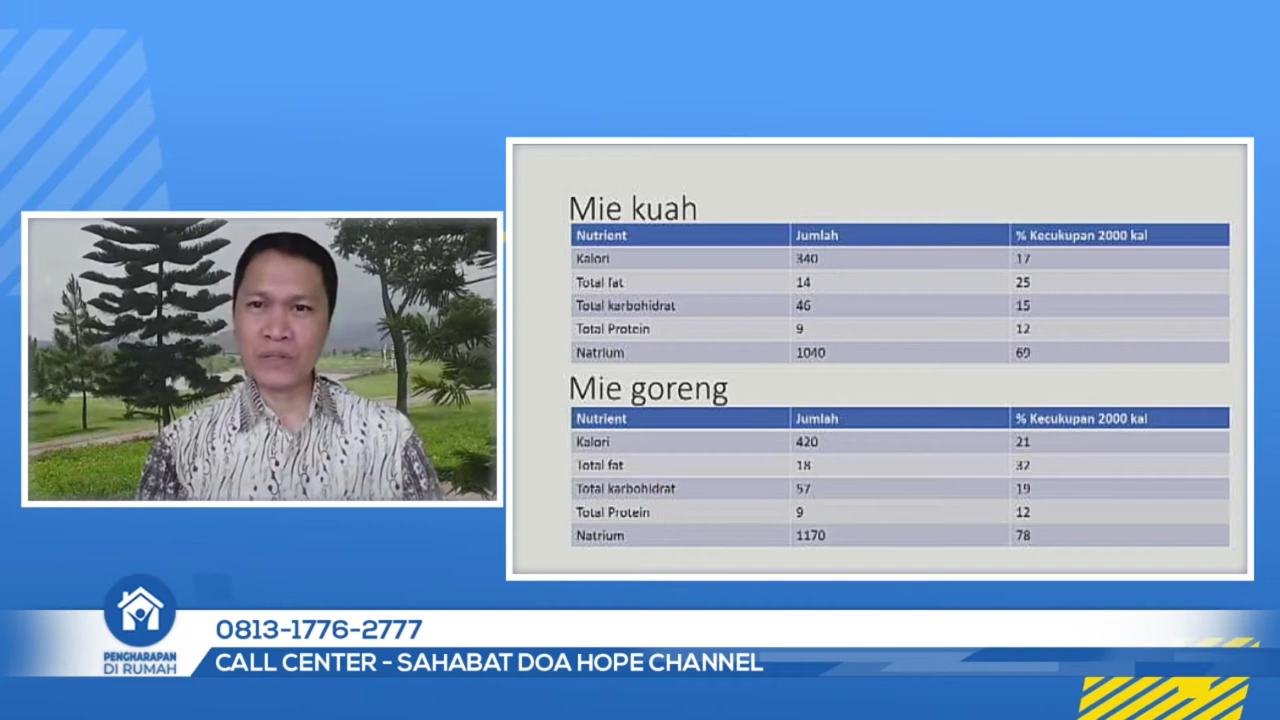 Mie kuah
Nutrient Jumlah % Kecukupan 2000 kal
Kalori 340 17
Total fat 14 25
Total karbohidrat 46 15
Total Protein 9 12
Natrium 1040 69
Mie goreng
Nutrient Jumlah % Kecukupan 2000 kal
Kalori 420 21
Total fat 18 32
Total karbohidrat 57 19
Total Protein 9 12
Natrium 1170 78
PENGHARAPAN
DI RUMAH
0813-1776-2777
CALL CENTER - SAHABAT DOA HOPE CHANNEL